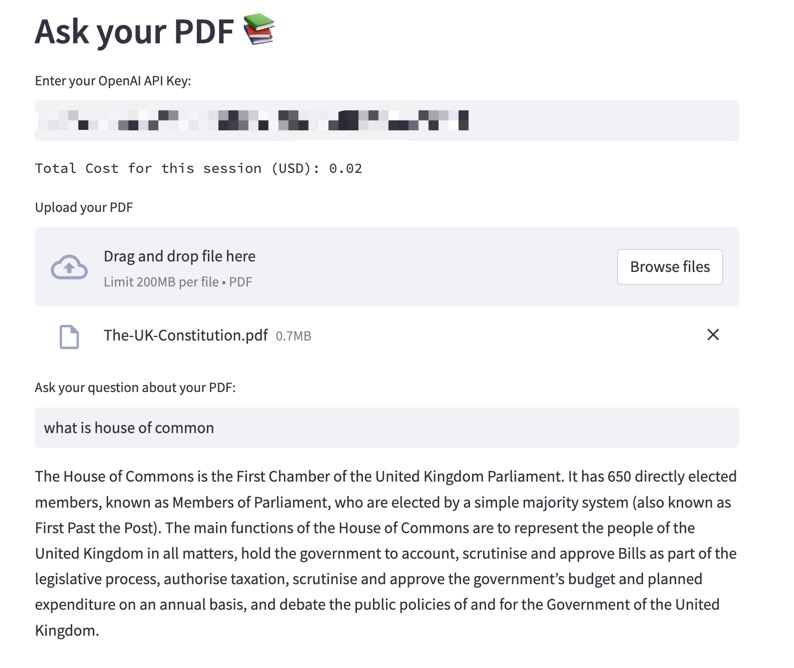 Ask your PDF 📚
Enter your OpenAI API Key:
Total Cost for this session (USD): 0.02
Upload your PDF
Drag and drop file here
Limit 200MB per file • PDF
Browse files
The-UK-Constitution.pdf 0.7MB
Ask your question about your PDF:
what is house of common
The House of Commons is the First Chamber of the United Kingdom Parliament. It has 650 directly elected
members, known as Members of Parliament, who are elected by a simple majority system (also known as
First Past the Post). The main functions of the House of Commons are to represent the people of the
United Kingdom in all matters, hold the government to account, scrutinise and approve Bills as part of the
legislative process, authorise taxation, scrutinise and approve the government’s budget and planned
expenditure on an annual basis, and debate the public policies of and for the Government of the United
Kingdom.